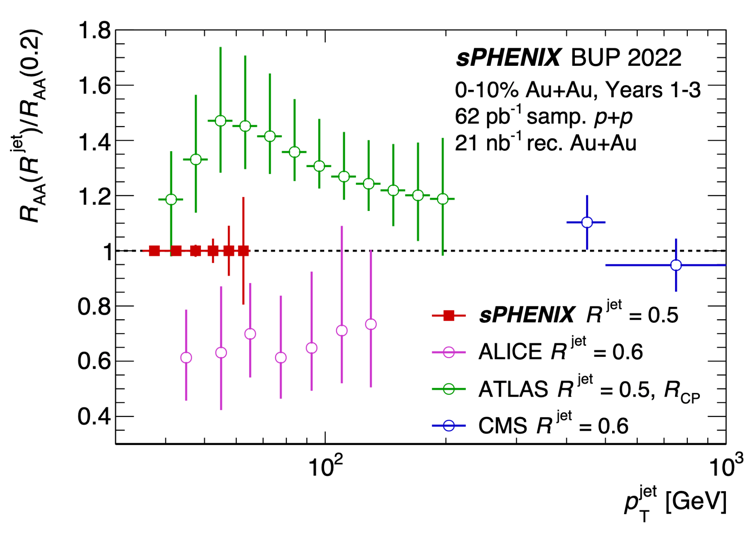 R_AA(R^jet)/R_AA(0.2)
1.8
1.6
1.4
1.2
1
0.8
0.6
0.4
sPHENIX BUP 2022
0-10% Au+Au, Years 1-3
62 pb⁻¹ samp. p+p
21 nb⁻¹ rec. Au+Au
sPHENIX R^jet = 0.5
ALICE R^jet = 0.6
ATLAS R^jet = 0.5, R_CP
CMS R^jet = 0.6
10²
10³
p_T^jet [GeV]